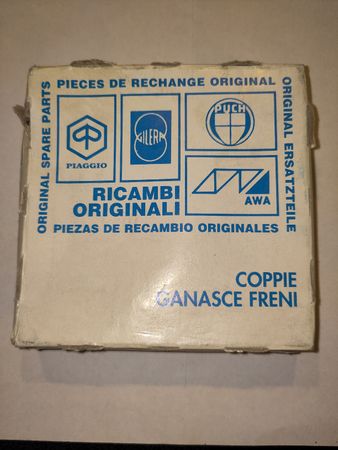 PIECES DE RECHANGE ORIGINAL
ORIGINAL SPARE PARTS
ORIGINAL ERSATZTEILE
PIAGGIO
GILERA
PUCH
AWA
RICAMBI
ORIGINALI
PIEZAS DE RECAMBIO ORIGINALES
COPPIE
GANASCE FRENI